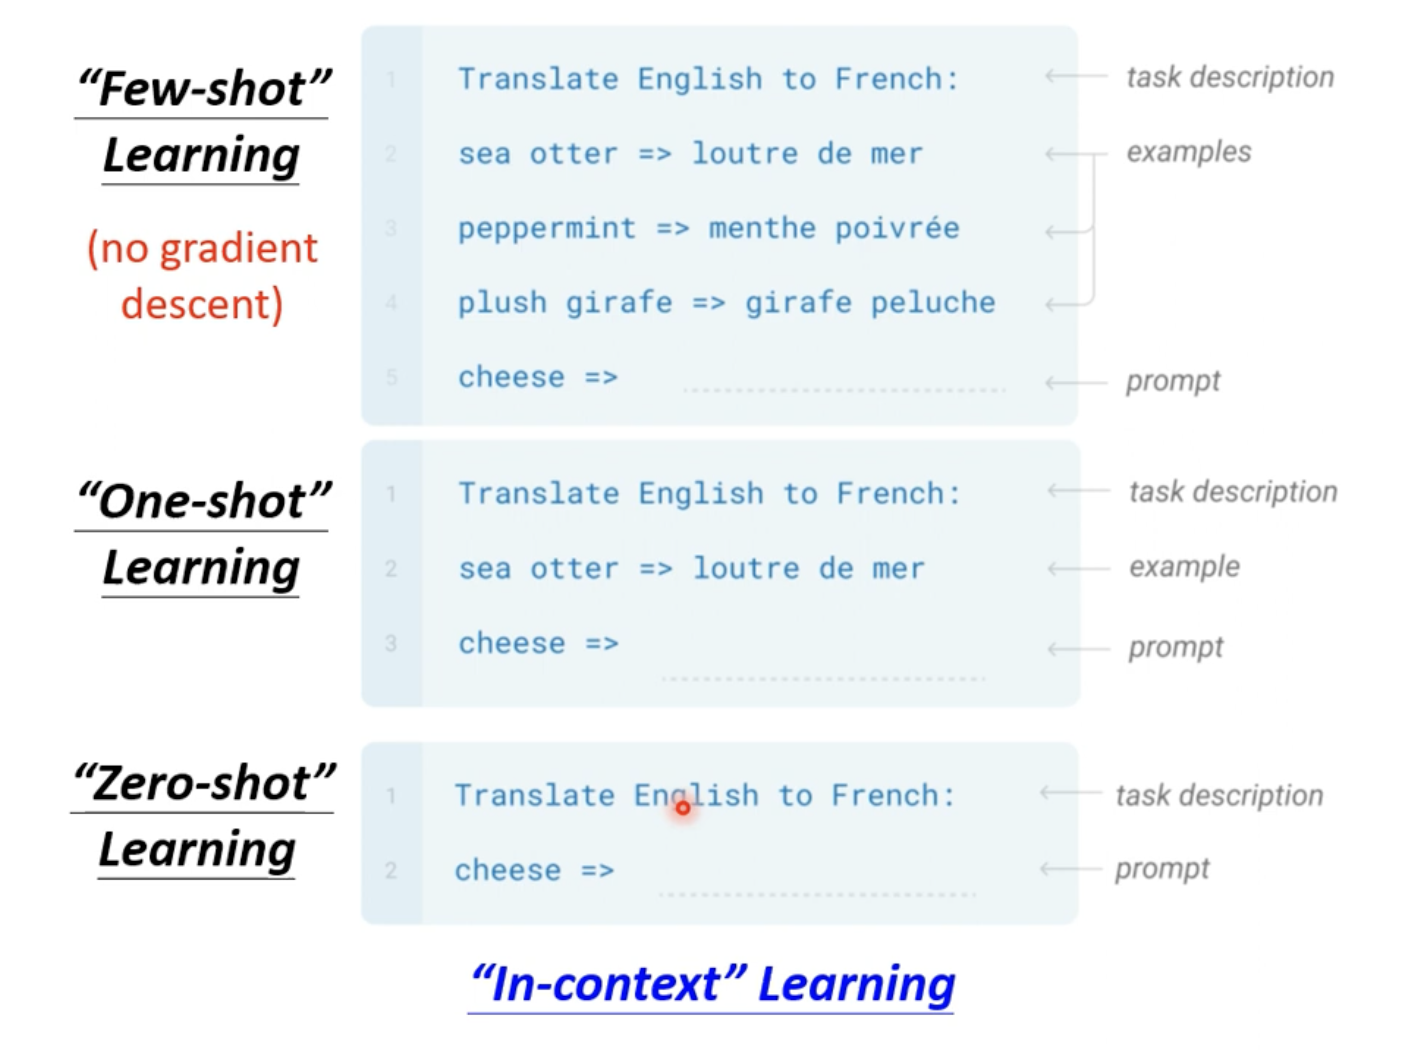 “Few-shot”
Learning
(no gradient
descent)
1 Translate English to French: task description
2 sea otter => loutre de mer examples
3 peppermint => menthe poivrée
4 plush girafe => girafe peluche
5 cheese => prompt
“One-shot”
Learning
1 Translate English to French: task description
2 sea otter => loutre de mer example
3 cheese => prompt
“Zero-shot”
Learning
1 Translate English to French: task description
2 cheese => prompt
“In-context” Learning